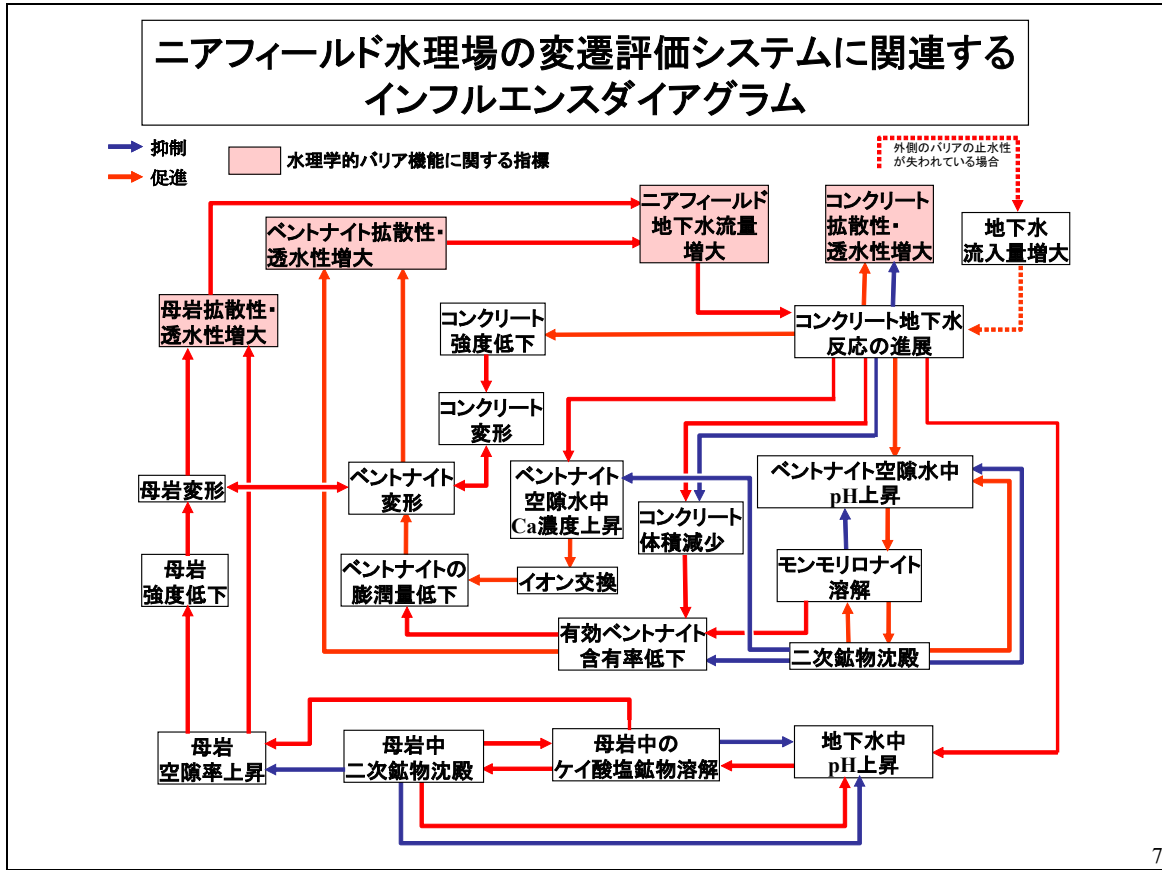 ニアフィールド水理場の変遷評価システムに関連する
インフルエンスダイアグラム
抑制
促進
水理学的バリア機能に関する指標
外側のバリアの止水性
が失われている場合
ニアフィールド
地下水流量
増大
コンクリート
拡散性・
透水性増大
地下水
流入量増大
ベントナイト拡散性・
透水性増大
母岩拡散性・
透水性増大
コンクリート
強度低下
コンクリート地下水
反応の進展
コンクリート
変形
母岩変形
ベントナイト
変形
ベントナイト
空隙水中
Ca濃度上昇
コンクリート
体積減少
ベントナイト空隙水中
pH上昇
母岩
強度低下
ベントナイトの
膨潤量低下
イオン交換
モンモリロナイト
溶解
有効ベントナイト
含有率低下
二次鉱物沈殿
母岩
空隙率上昇
母岩中
二次鉱物沈殿
母岩中の
ケイ酸塩鉱物溶解
地下水中
pH上昇
7